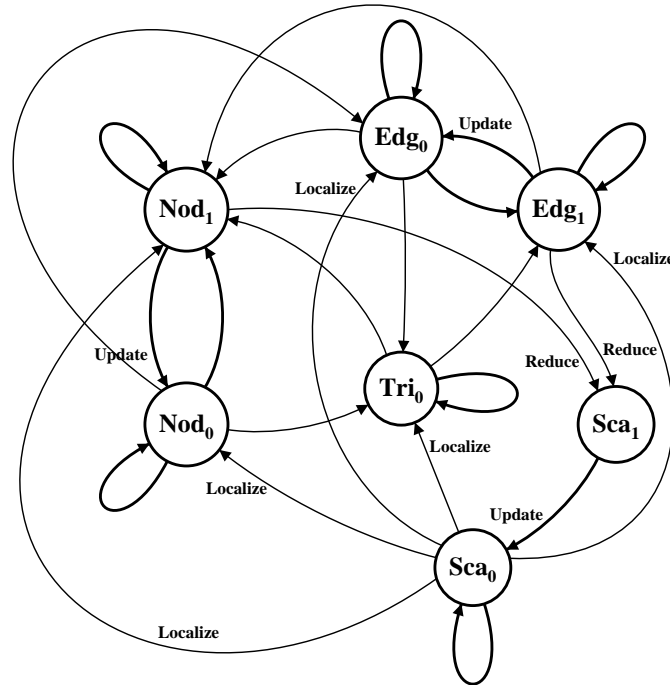 Update
Edg₀
Localize
Nod₁
Edg₁
Localize
Update
Reduce
Reduce
Tri₀
Nod₀
Sca₁
Localize
Localize
Update
Sca₀
Localize